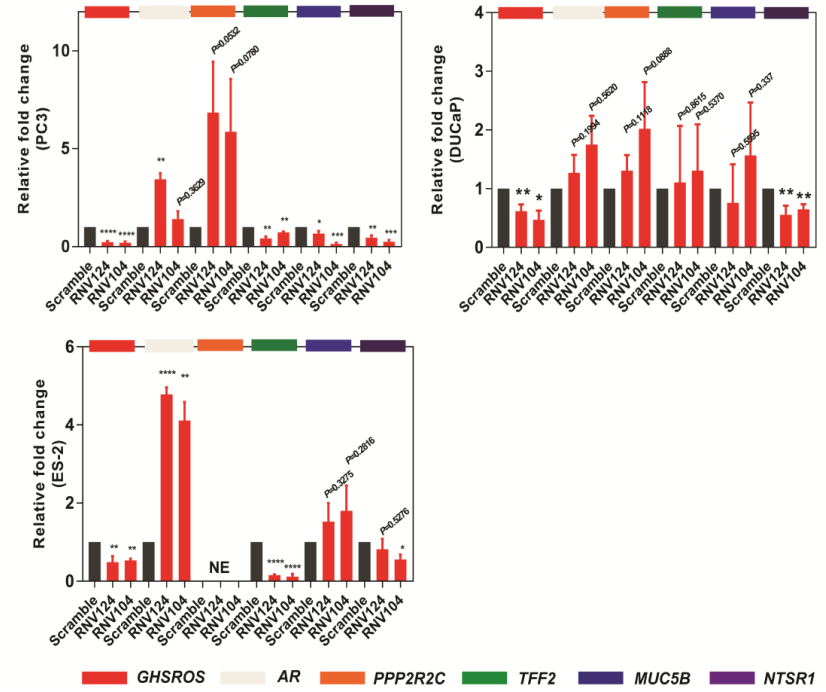 Relative fold change
(PC3)
10
5
0
**** **** ** P=0.3629 P=0.0532 P=0.0780 ** ** * *** ** ***
Scramble RNV124 RNV104 Scramble RNV124 RNV104 Scramble RNV124 RNV104 Scramble RNV124 RNV104 Scramble RNV124 RNV104 Scramble RNV124 RNV104
Relative fold change
(DUCaP)
4
3
2
1
0
** * P=0.1994 P=0.5620 P=0.1118 P=0.0888 P=0.8615 P=0.5370 P=0.5595 P=0.337 ** **
Scramble RNV124 RNV104 Scramble RNV124 RNV104 Scramble RNV124 RNV104 Scramble RNV124 RNV104 Scramble RNV124 RNV104 Scramble RNV124 RNV104
Relative fold change
(ES-2)
6
4
2
0
** ** **** ** NE **** **** P=0.3275 P=0.2816 P=0.5276 *
Scramble RNV124 RNV104 Scramble RNV124 RNV104 Scramble RNV124 RNV104 Scramble RNV124 RNV104 Scramble RNV124 RNV104 Scramble RNV124 RNV104
GHSROS AR PPP2R2C TFF2 MUC5B NTSR1